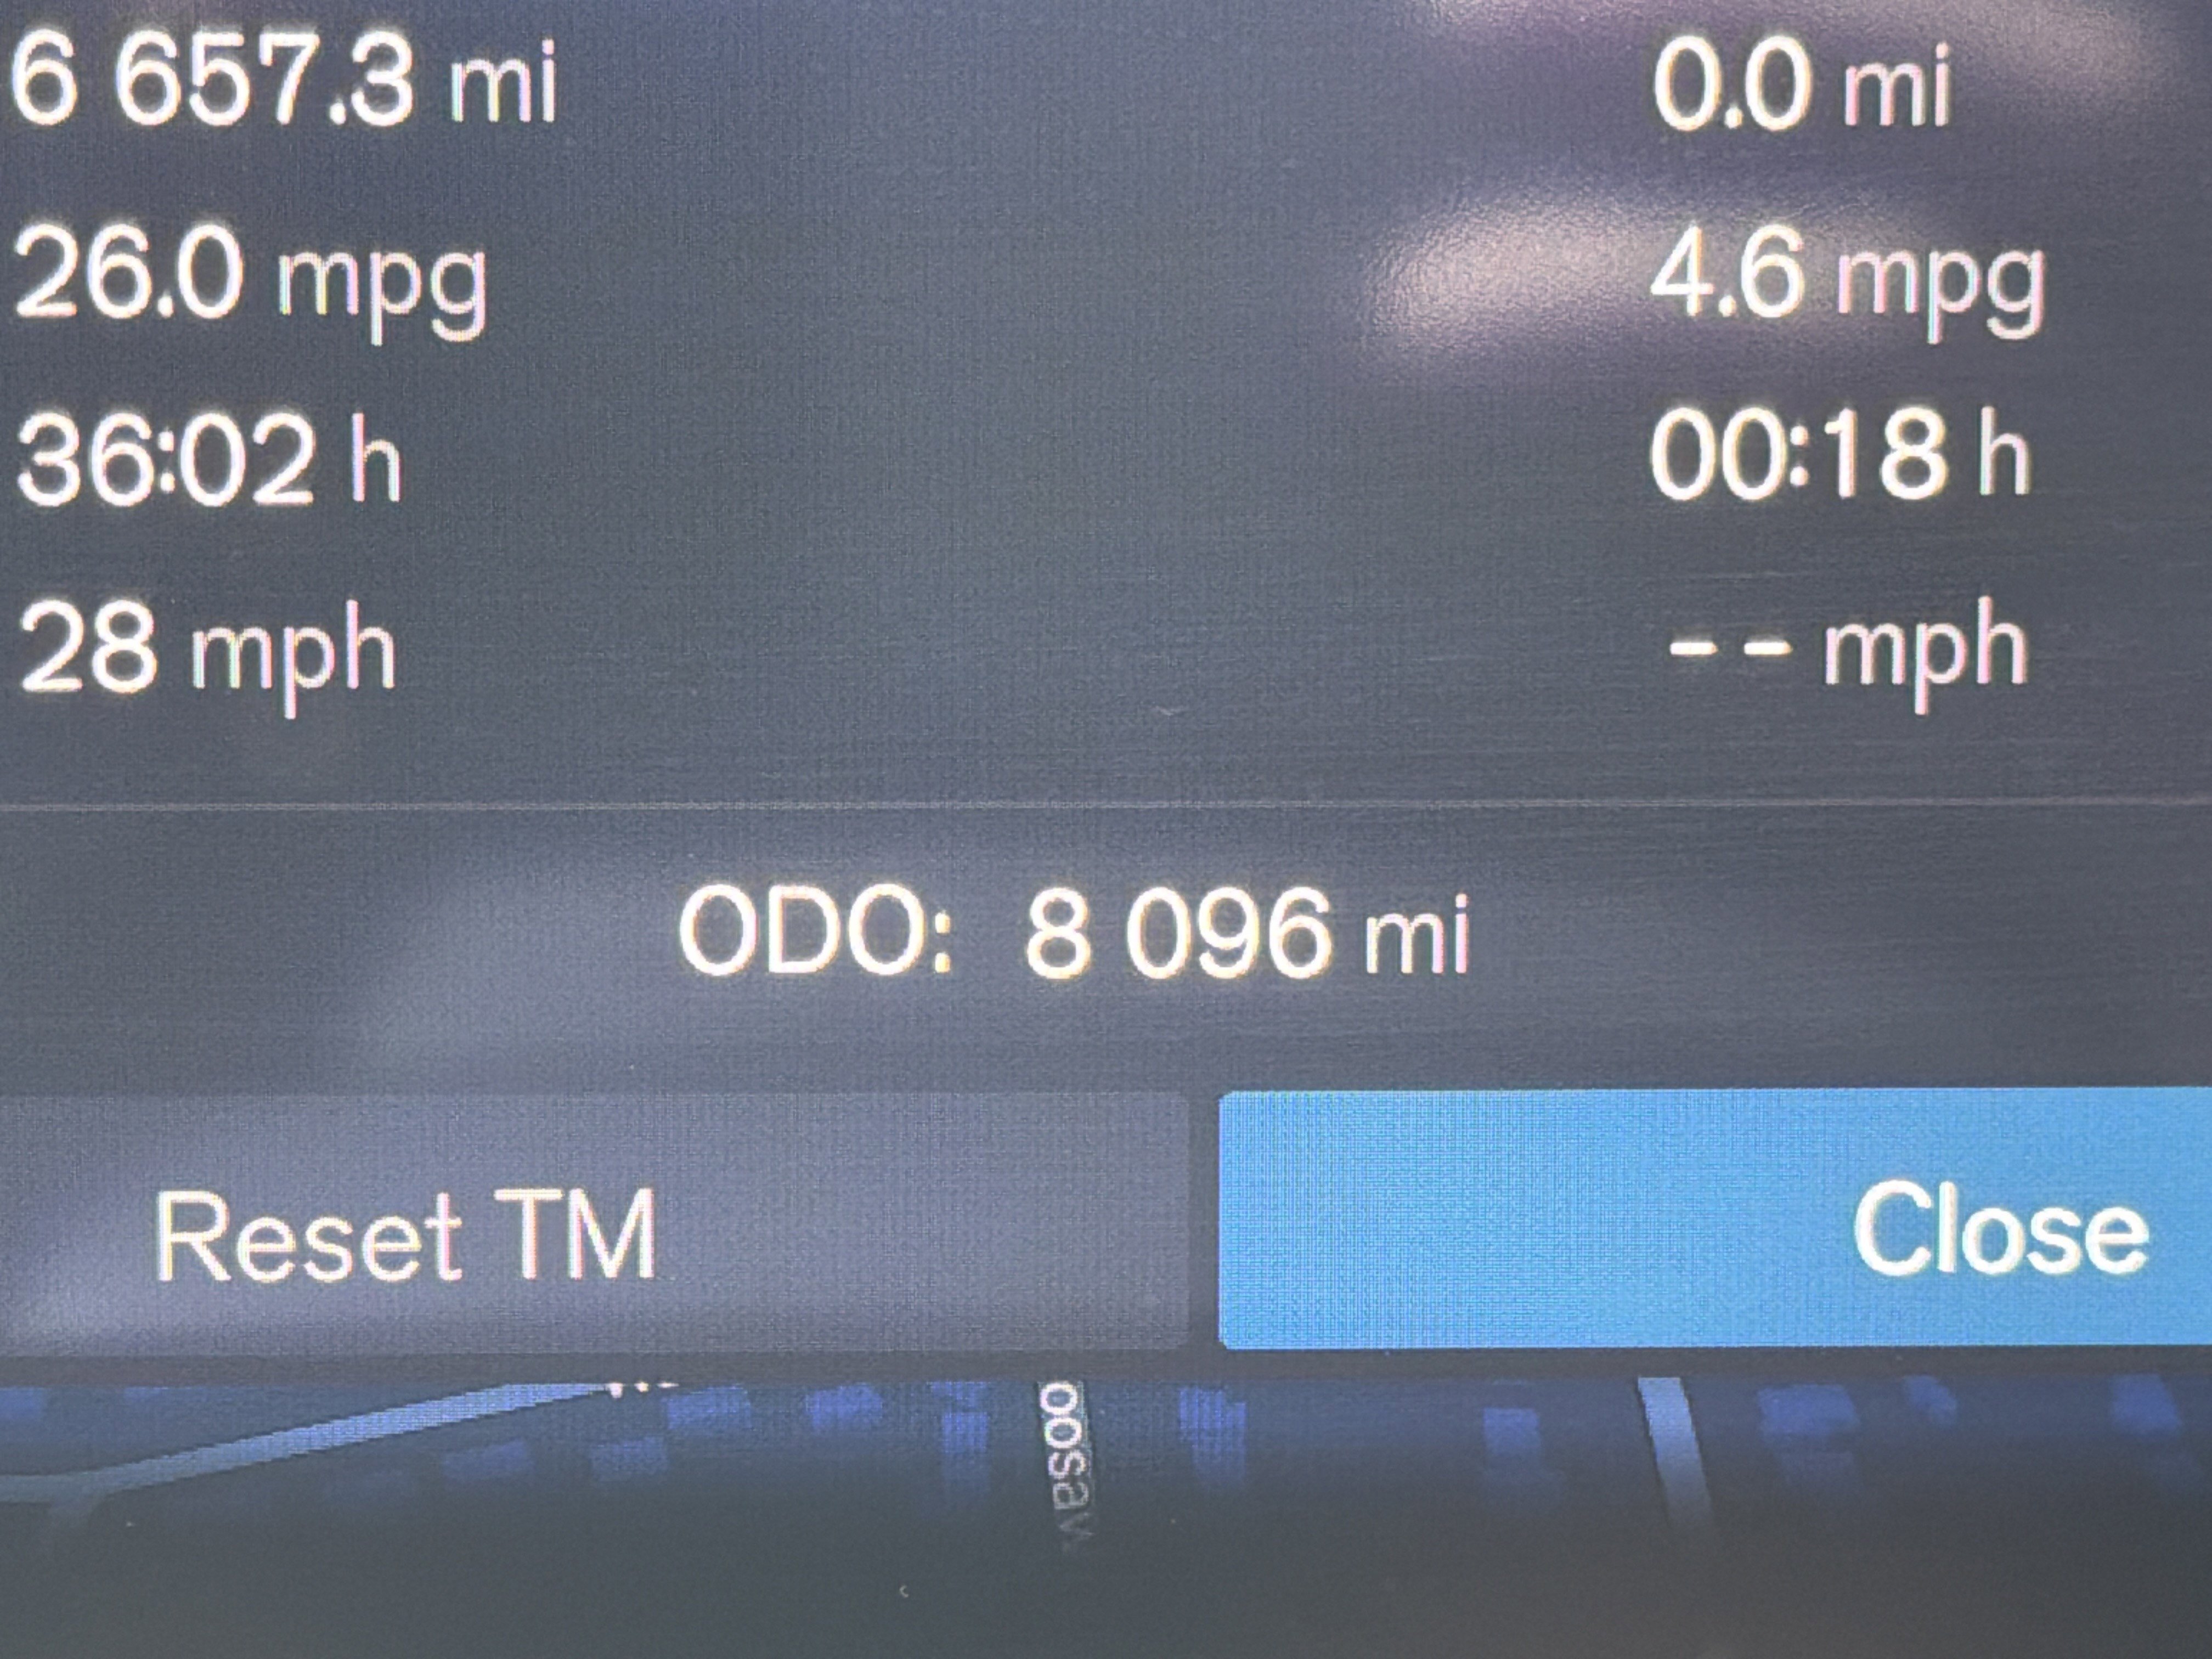 6 657.3 mi 0.0 mi
26.0 mpg 4.6 mpg
36:02 h 00:18 h
28 mph -- mph
ODO: 8 096 mi
Reset TM Close